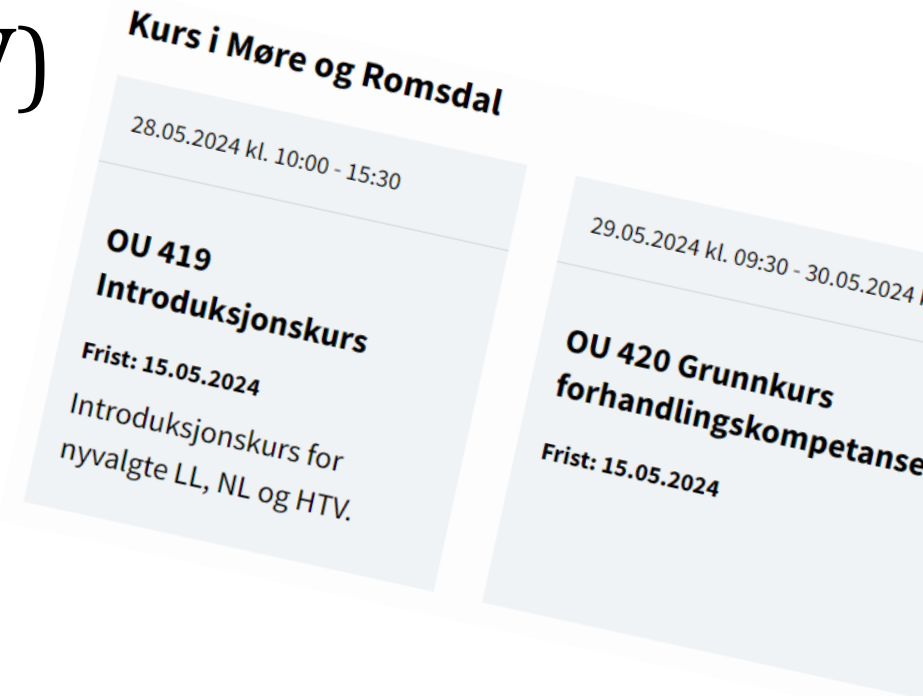 )
Kurs i Møre og Romsdal
28.05.2024 kl. 10:00 - 15:30
OU 419
Introduksjonskurs
Frist: 15.05.2024
Introduksjonskurs for
nyvalgte LL, NL og HTV.
29.05.2024 kl. 09:30 - 30.05.2024
OU 420 Grunnkurs
forhandlingskompetanse
Frist: 15.05.2024